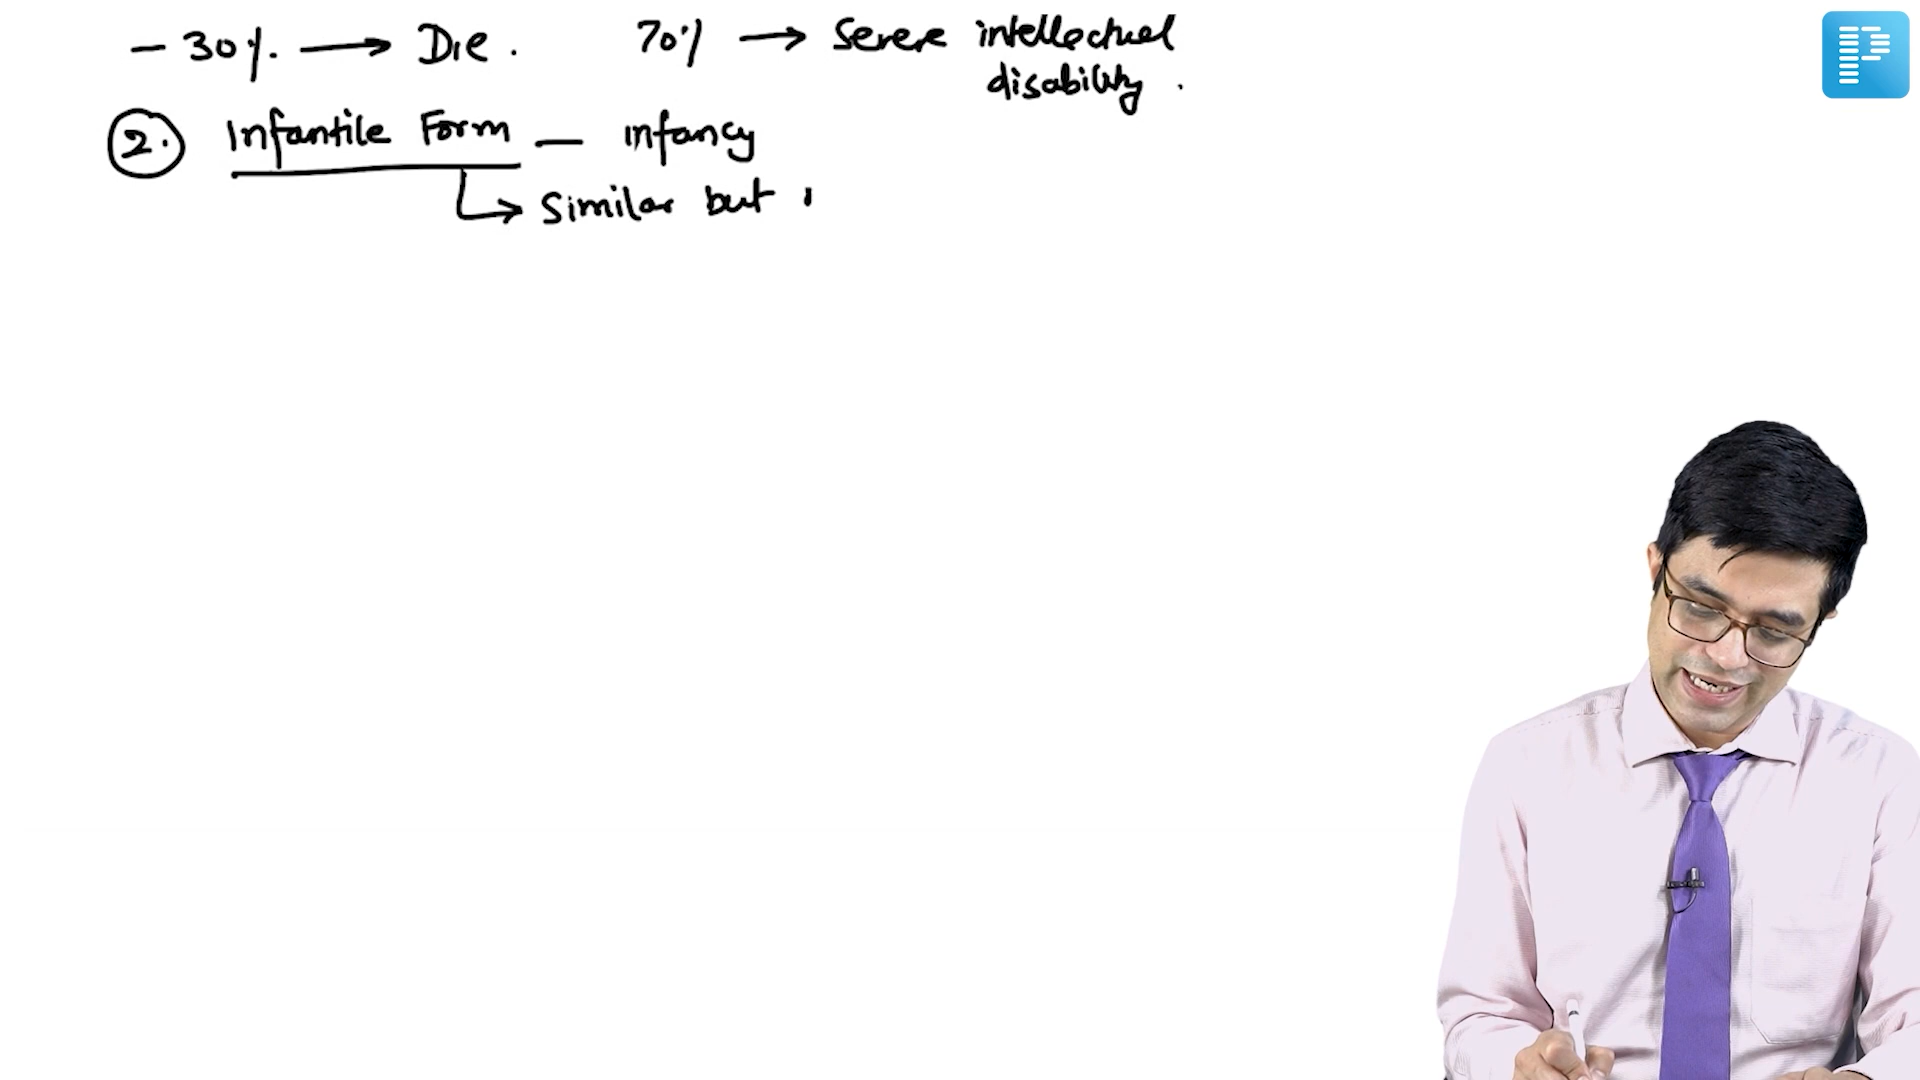 - 30%. → Die. 70% → Severe intellectual
disability.
2. Infantile Form - infancy
↳ Similar but